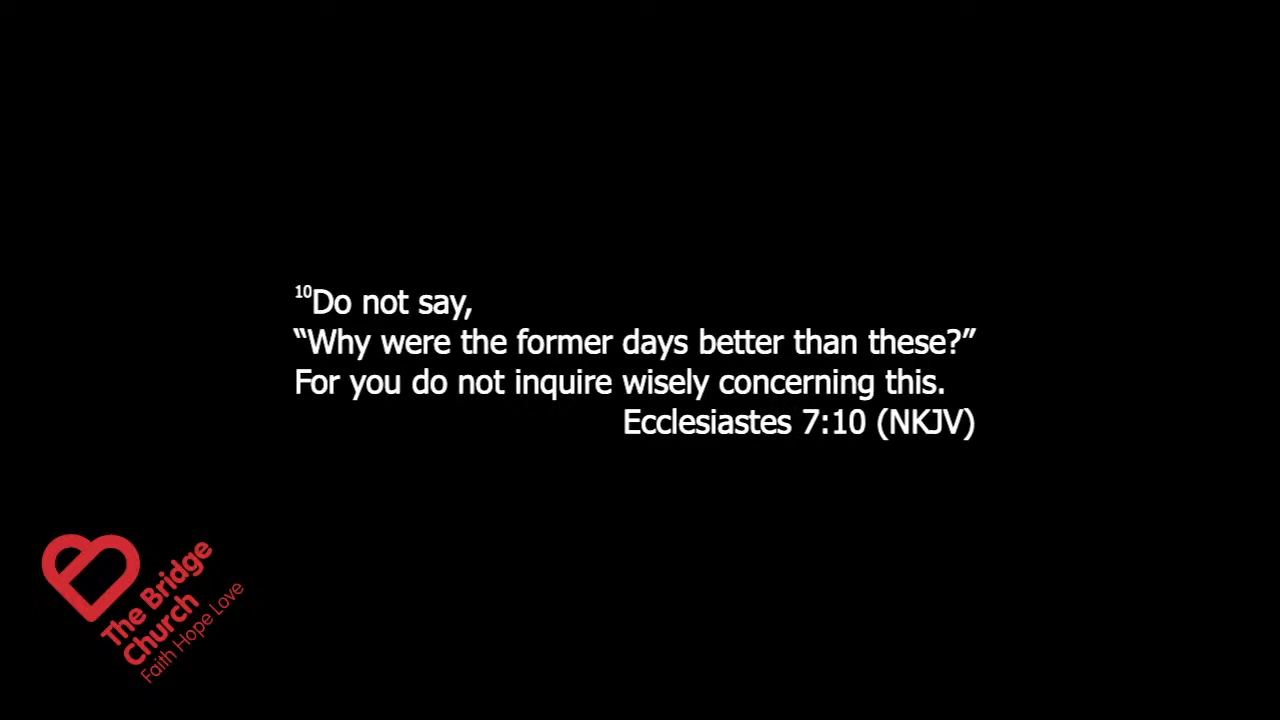 ¹⁰Do not say,
“Why were the former days better than these?”
For you do not inquire wisely concerning this.
Ecclesiastes 7:10 (NKJV)
The Bridge
Church
Faith Hope Love